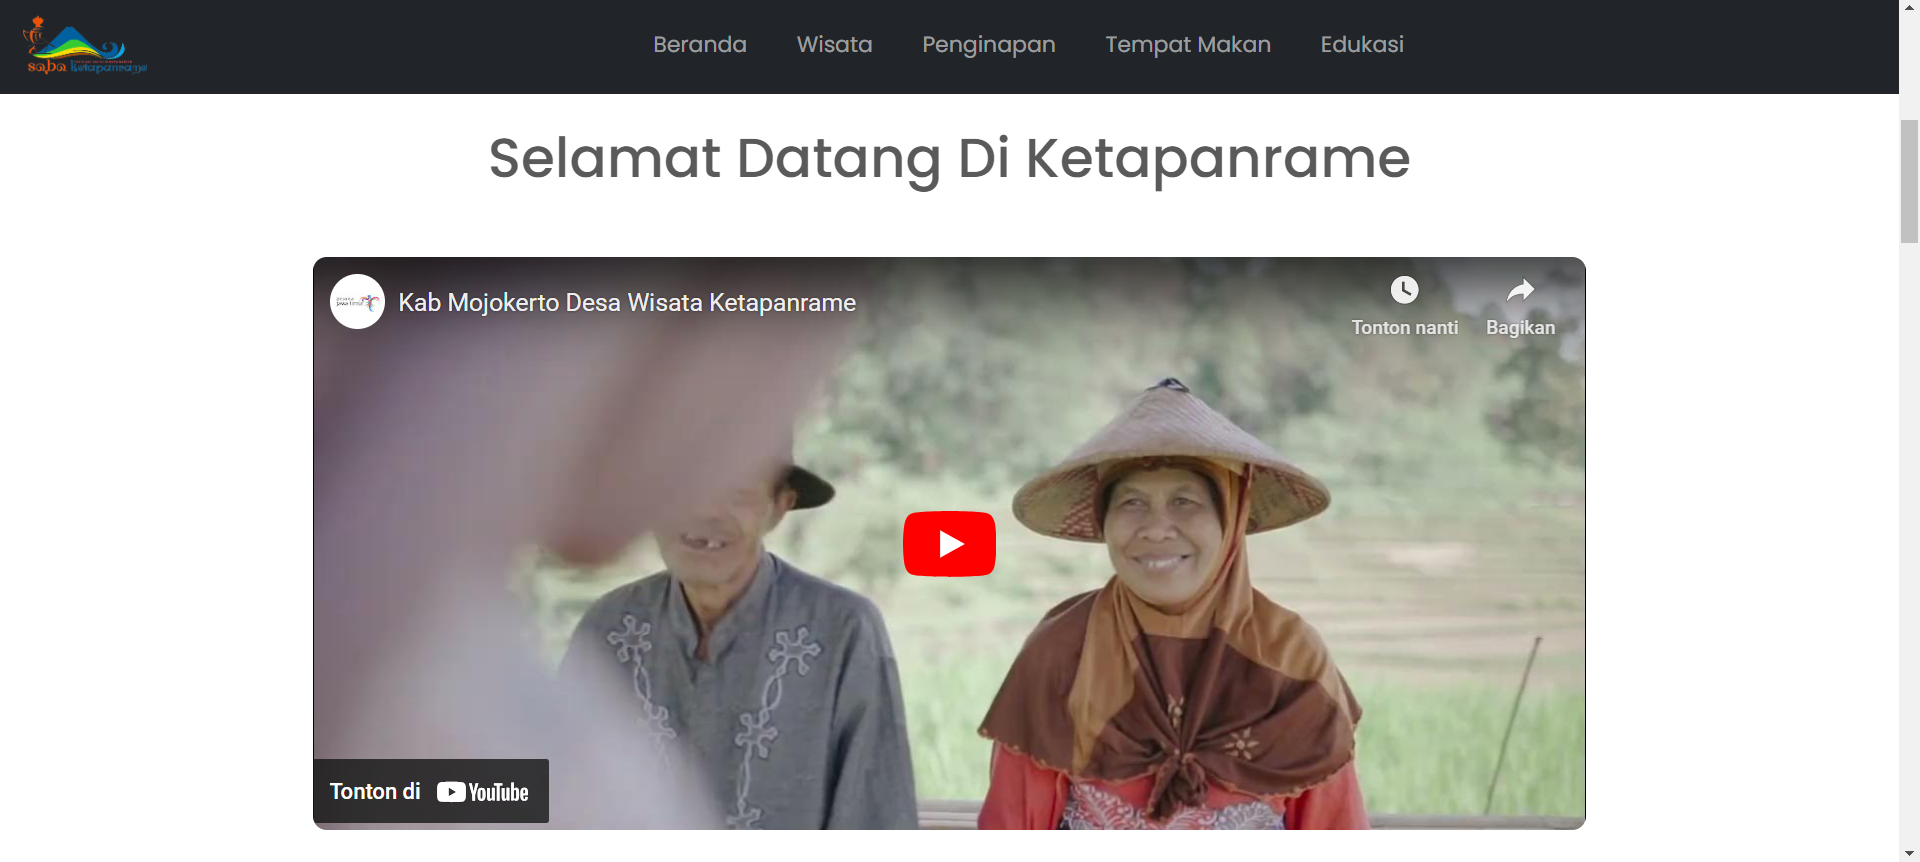 saba Ketapanrame
Beranda Wisata Penginapan Tempat Makan Edukasi
Selamat Datang Di Ketapanrame
Kab Mojokerto Desa Wisata Ketapanrame
Tonton nanti Bagikan
Tonton di YouTube